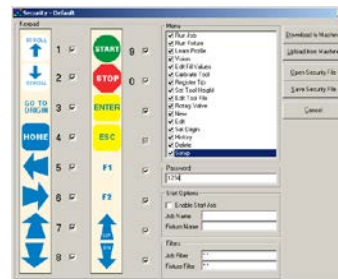 Security - Default
Keypad
SCROLL
SCROLL
GO TO
ORIGIN
HOME
1
2
3
4
5
6
7
8
START
STOP
ENTER
ESC
F1
F2
9
0
Menu
Run Job
Run Fixture
Learn Profile
Vision
Edit Fill Values
Calibrate Tool
Register Tip
Set Tool Height
Edit Tool File
Rotary Valve
New
Edit
Set Origin
History
Delete
Setup
Password
1234
Start Options
Enable Start Job
Job Name
Fixture Name
Filters
Job Filter *.*
Fixture Filter *.*
Download to Machine
Upload from Machine
Open Security File
Save Security File
Cancel